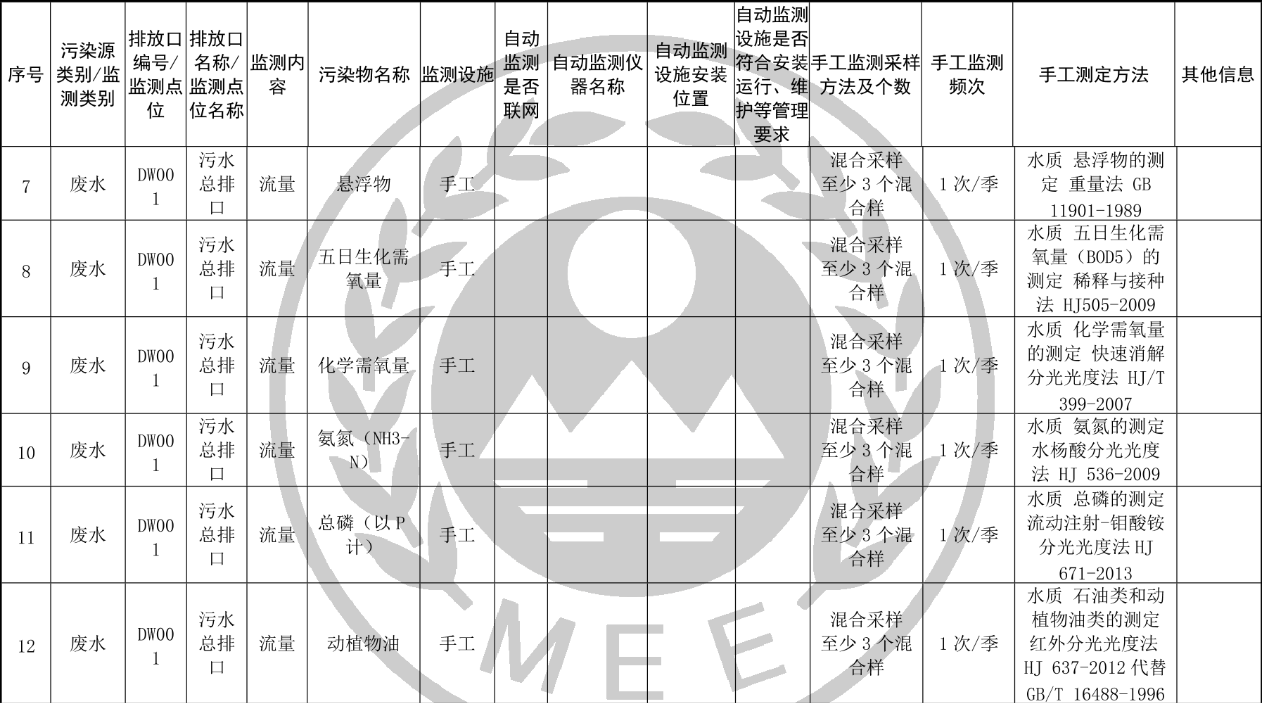 序号 污染源类别/监测类别 排放口编号/监测点位 排放口名称/监测点位名称 监测内容 污染物名称 监测设施 自动监测是否联网 自动监测仪器名称 自动监测设施安装位置 自动监测设施是否符合安装运行、维护等管理要求 手工监测采样方法及个数 手工监测频次 手工测定方法 其他信息
7 废水 DW001 污水总排口 流量 悬浮物 手工 混合采样 至少3个混合样 1次/季 水质 悬浮物的测定 重量法 GB 11901-1989
8 废水 DW001 污水总排口 流量 五日生化需氧量 手工 混合采样 至少3个混合样 1次/季 水质 五日生化需氧量（BOD5）的测定 稀释与接种法 HJ505-2009
9 废水 DW001 污水总排口 流量 化学需氧量 手工 混合采样 至少3个混合样 1次/季 水质 化学需氧量的测定 快速消解分光光度法 HJ/T 399-2007
10 废水 DW001 污水总排口 流量 氨氮（NH3-N） 手工 混合采样 至少3个混合样 1次/季 水质 氨氮的测定 水杨酸分光光度法 HJ 536-2009
11 废水 DW001 污水总排口 流量 总磷（以P计） 手工 混合采样 至少3个混合样 1次/季 水质 总磷的测定 流动注射-钼酸铵分光光度法HJ 671-2013
12 废水 DW001 污水总排口 流量 动植物油 手工 混合采样 至少3个混合样 1次/季 水质 石油类和动植物油类的测定 红外分光光度法 HJ 637-2012代替 GB/T 16488-1996
MEE